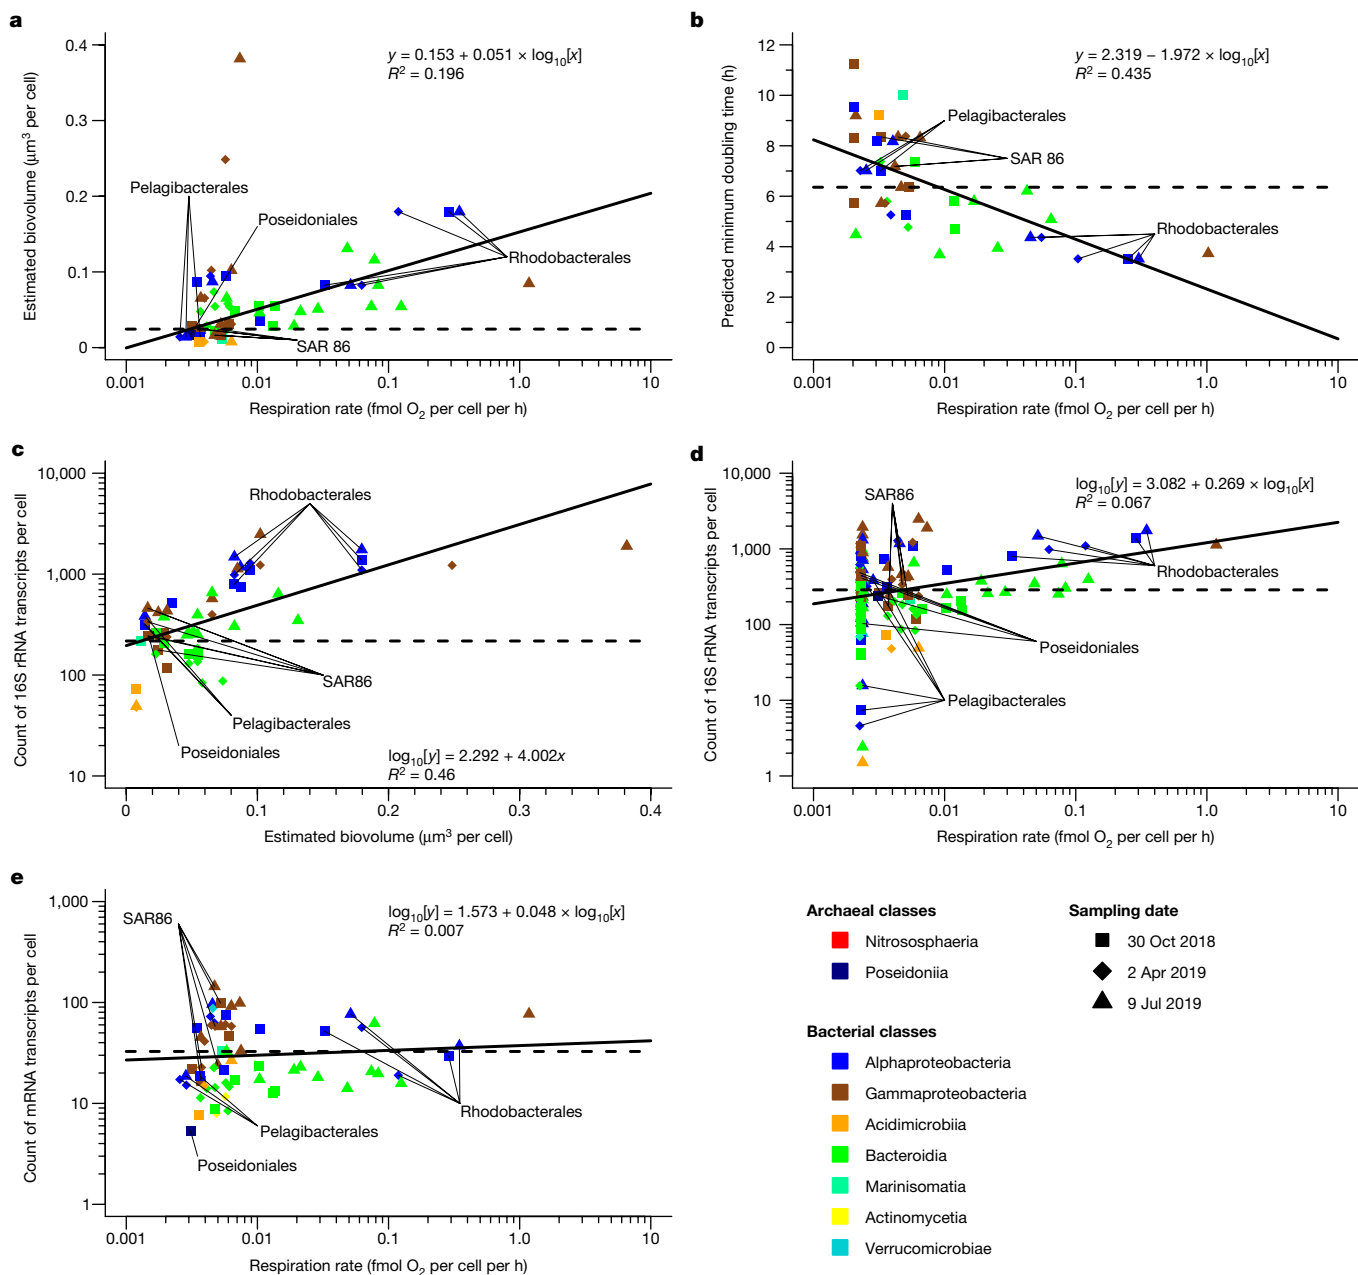 a
Estimated biovolume (μm³ per cell)
0.4
0.3
0.2
0.1
0
y = 0.153 + 0.051 × log₁₀[x]
R² = 0.196
Pelagibacterales
Poseidoniales
Rhodobacterales
SAR 86
0.001
0.01
0.1
1.0
10
Respiration rate (fmol O₂ per cell per h)
b
Predicted minimum doubling time (h)
12
10
8
6
4
2
0
y = 2.319 − 1.972 × log₁₀[x]
R² = 0.435
Pelagibacterales
SAR 86
Rhodobacterales
0.001
0.01
0.1
1.0
10
Respiration rate (fmol O₂ per cell per h)
c
Count of 16S rRNA transcripts per cell
10,000
1,000
100
10
Rhodobacterales
SAR86
Pelagibacterales
Poseidoniales
log₁₀[y] = 2.292 + 4.002x
R² = 0.46
0
0.1
0.2
0.3
0.4
Estimated biovolume (μm³ per cell)
d
Count of 16S rRNA transcripts per cell
10,000
1,000
100
10
1
log₁₀[y] = 3.082 + 0.269 × log₁₀[x]
R² = 0.067
SAR86
Rhodobacterales
Poseidoniales
Pelagibacterales
0.001
0.01
0.1
1.0
10
Respiration rate (fmol O₂ per cell per h)
e
Count of mRNA transcripts per cell
1,000
100
10
1
log₁₀[y] = 1.573 + 0.048 × log₁₀[x]
R² = 0.007
SAR86
Rhodobacterales
Pelagibacterales
Poseidoniales
0.001
0.01
0.1
1.0
10
Respiration rate (fmol O₂ per cell per h)
Archaeal classes
Nitrososphaeria
Poseidoniia
Bacterial classes
Alphaproteobacteria
Gammaproteobacteria
Acidimicrobiia
Bacteroidia
Marinisomatia
Actinomycetia
Verrucomicrobiae
Sampling date
30 Oct 2018
2 Apr 2019
9 Jul 2019